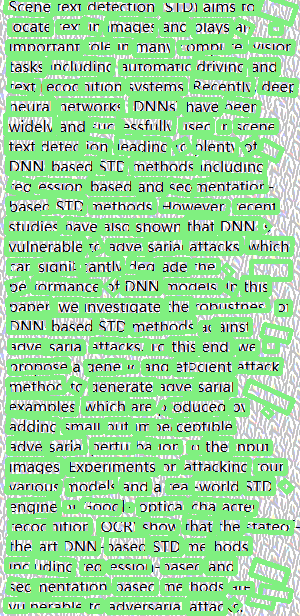 Scene text detection (STD) aims to
locate text in images and plays an
important role in many computer vision
tasks including automatic driving and
text recognition systems. Recently, deep
neural networks (DNNs) have been
widely and successfully used in scene
text detection, leading to plenty of
DNN-based STD methods including
regression-based and segmentation-
based STD methods. However, recent
studies have also shown that DNN is
vulnerable to adversarial attacks, which
can significantly degrade the
performance of DNN models. In this
paper, we investigate the robustness of
DNN-based STD methods against
adversarial attacks. To this end, we
propose a generic and efficient attack
method to generate adversarial
examples, which are produced by
adding small but imperceptible
adversarial perturbation to the input
images. Experiments of attacking four
various models and a real-world STD
engine of Google optical character
recognition (OCR) show that the state-of-
the-art DNN-based STD methods
including regression-based and
segmentation-based methods are
vulnerable to adversarial attacks.